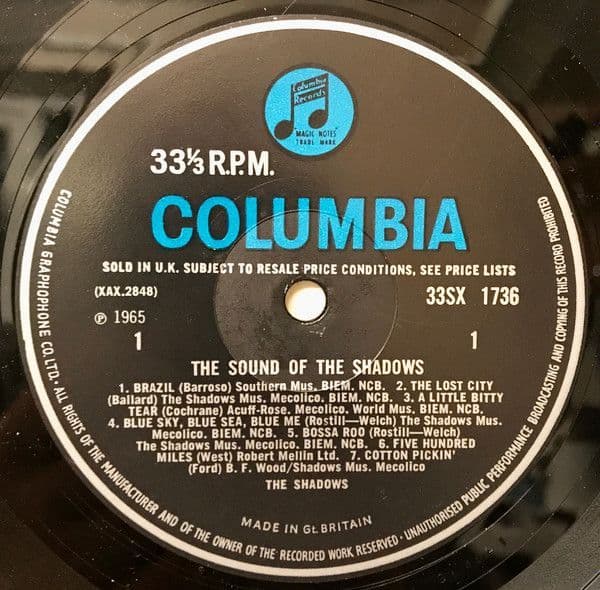 Columbia
Records
"MAGIC NOTES"
TRADE MARK
33⅓ R.P.M.
COLUMBIA
SOLD IN U.K. SUBJECT TO RESALE PRICE CONDITIONS, SEE PRICE LISTS
(XAX.2848)
33SX 1736
℗ 1965
1
1
THE SOUND OF THE SHADOWS
1. BRAZIL (Barroso) Southern Mus. BIEM. NCB. 2. THE LOST CITY
(Ballard) The Shadows Mus. Mecolico. BIEM. NCB. 3. A LITTLE BITTY
TEAR (Cochrane) Acuff-Rose. Mecolico. World Mus. BIEM. NCB.
4. BLUE SKY, BLUE SEA, BLUE ME (Rostill—Welch) The Shadows Mus.
Mecolico. BIEM. NCB. 5. BOSSA ROO (Rostill—Welch)
The Shadows Mus. Mecolico. BIEM. NCB. 6. FIVE HUNDRED
MILES (West) Robert Mellin Ltd. 7. COTTON PICKIN'
(Ford) B. F. Wood/Shadows Mus. Mecolico
THE SHADOWS
MADE IN Gt. BRITAIN
COLUMBIA GRAPHOPHONE CO. LTD. · ALL RIGHTS OF THE MANUFACTURER AND OF THE OWNER OF THE RECORDED WORK RESERVED · UNAUTHORISED PUBLIC PERFORMANCE BROADCASTING AND COPYING OF THIS RECORD PROHIBITED